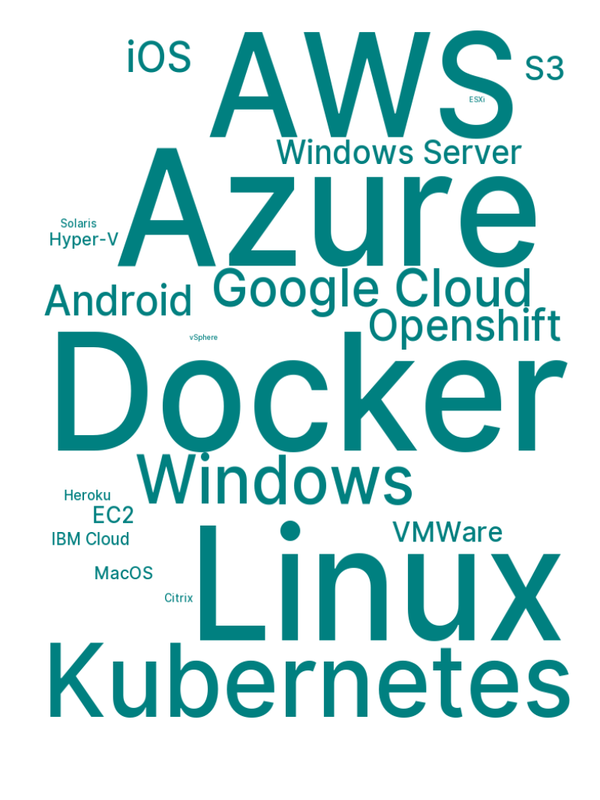 iOS
AWS
S3
ESXi
Windows Server
Azure
Solaris
Hyper-V
Google Cloud
Android
Openshift
vSphere
Docker
Windows
Heroku
EC2
VMWare
IBM Cloud
Linux
MacOS
Citrix
Kubernetes